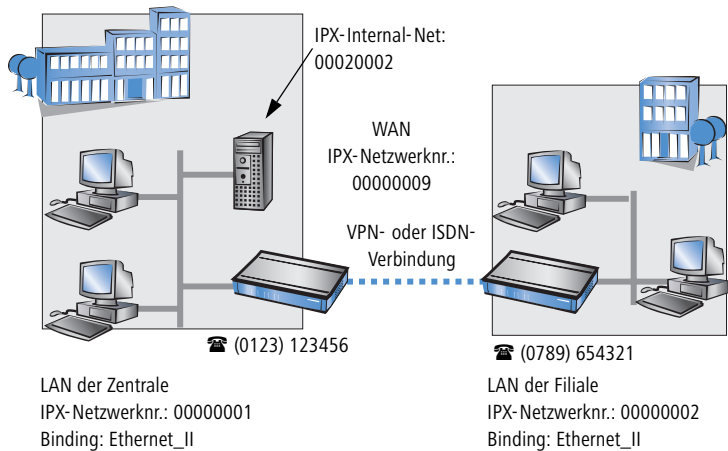 IPX-Internal-Net:
00020002
WAN
IPX-Netzwerknr.:
00000009
VPN- oder ISDN-
Verbindung
☎ (0123) 123456
☎ (0789) 654321
LAN der Zentrale
IPX-Netzwerknr.: 00000001
Binding: Ethernet_II
LAN der Filiale
IPX-Netzwerknr.: 00000002
Binding: Ethernet_II